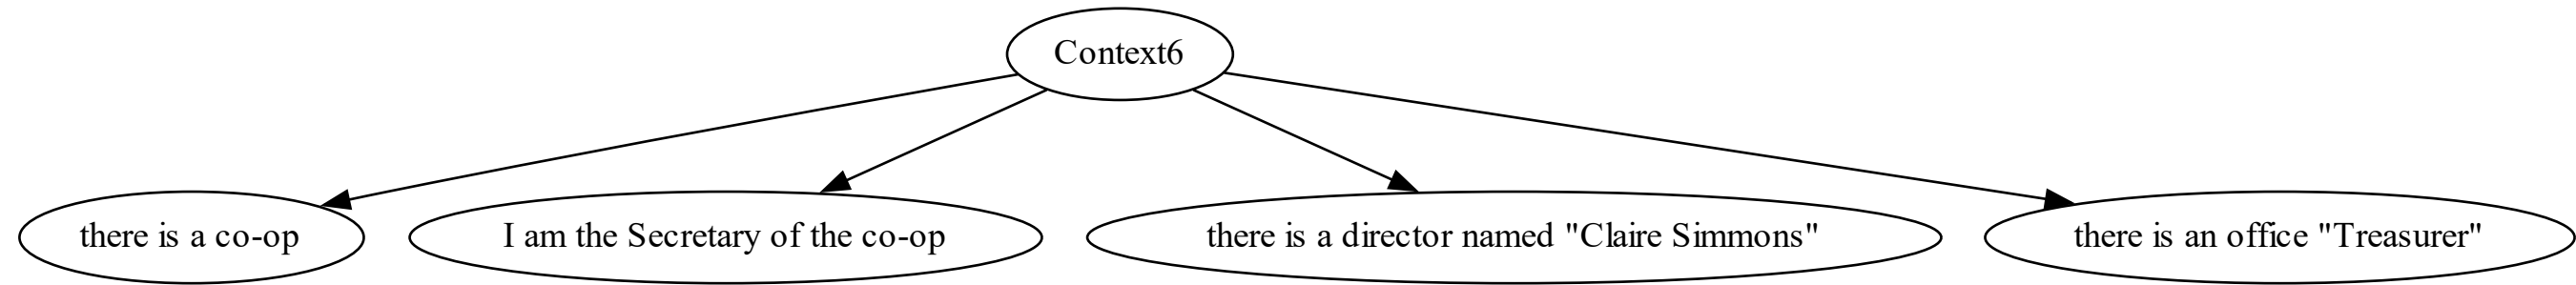 Context6
there is a co-op
I am the Secretary of the co-op
there is a director named "Claire Simmons"
there is an office "Treasurer"